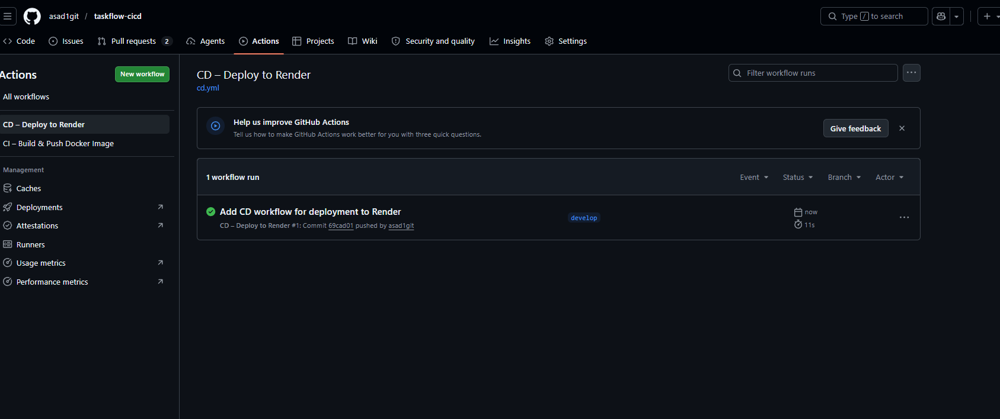 asad1git / taskflow-cicd
Type / to search
Code Issues Pull requests 2 Agents Actions Projects Wiki Security and quality Insights Settings
Actions
New workflow
All workflows
CD – Deploy to Render
CI – Build & Push Docker Image
Management
Caches
Deployments
Attestations
Runners
Usage metrics
Performance metrics
CD – Deploy to Render
cd.yml
Filter workflow runs
Help us improve GitHub Actions
Tell us how to make GitHub Actions work better for you with three quick questions.
Give feedback
1 workflow run
Event Status Branch Actor
Add CD workflow for deployment to Render
CD – Deploy to Render #1: Commit 69cad01 pushed by asad1git
develop
now
11s